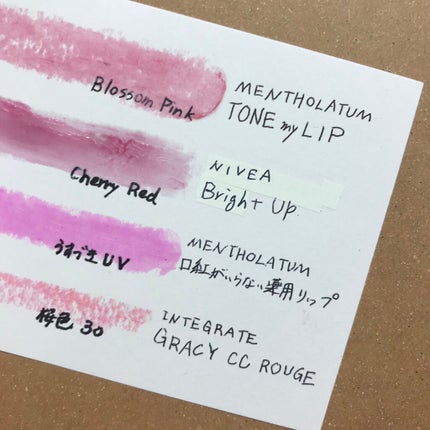 Blossom Pink
MENTHOLATUM
TONE my LIP
Cherry Red
NIVEA
Bright Up
うすづきUV
MENTHOLATUM
口紅がいらない薬用リップ
桜色 30
INTEGRATE
GRACY CC ROUGE